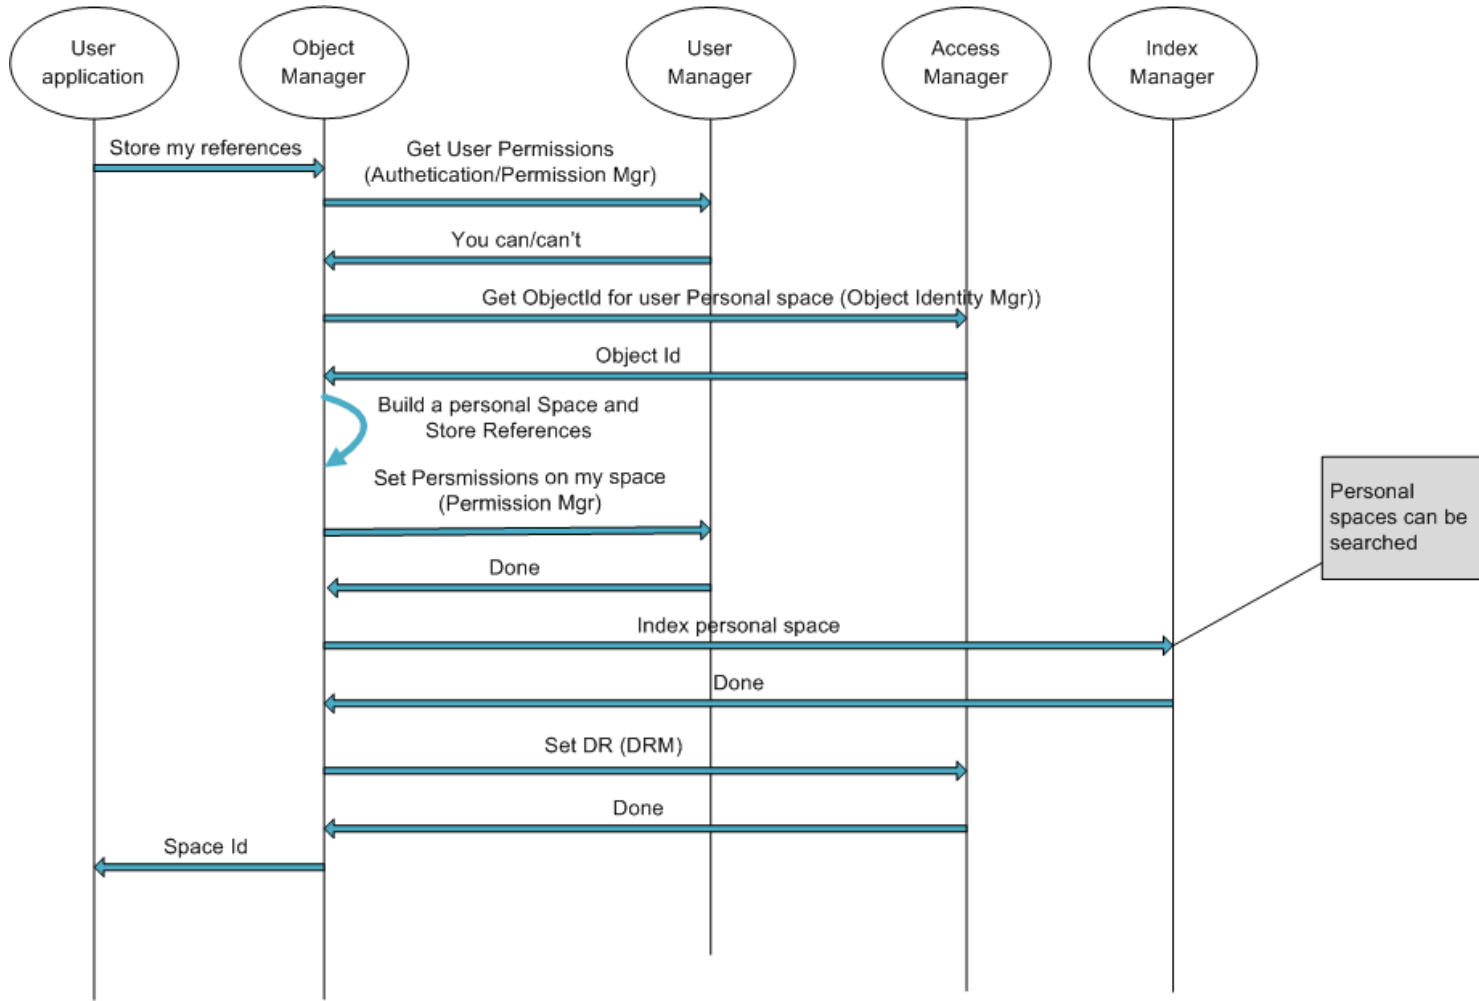 User
application
Object
Manager
User
Manager
Access
Manager
Index
Manager
Store my references
Get User Permissions
(Authetication/Permission Mgr)
You can/can't
Get ObjectId for user Personal space (Object Identity Mgr))
Object Id
Build a personal Space and
Store References
Set Persmissions on my space
(Permission Mgr)
Personal
spaces can be
searched
Done
Index personal space
Done
Set DR (DRM)
Done
Space Id